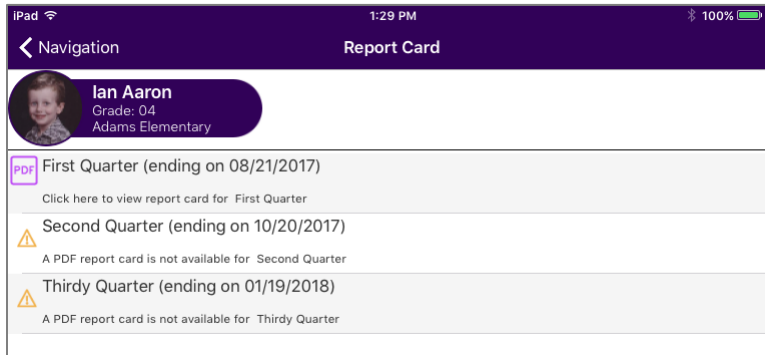 iPad 1:29 PM 100%
Navigation Report Card
Ian Aaron
Grade: 04
Adams Elementary
PDF First Quarter (ending on 08/21/2017)
Click here to view report card for First Quarter
Second Quarter (ending on 10/20/2017)
A PDF report card is not available for Second Quarter
Thirdy Quarter (ending on 01/19/2018)
A PDF report card is not available for Thirdy Quarter